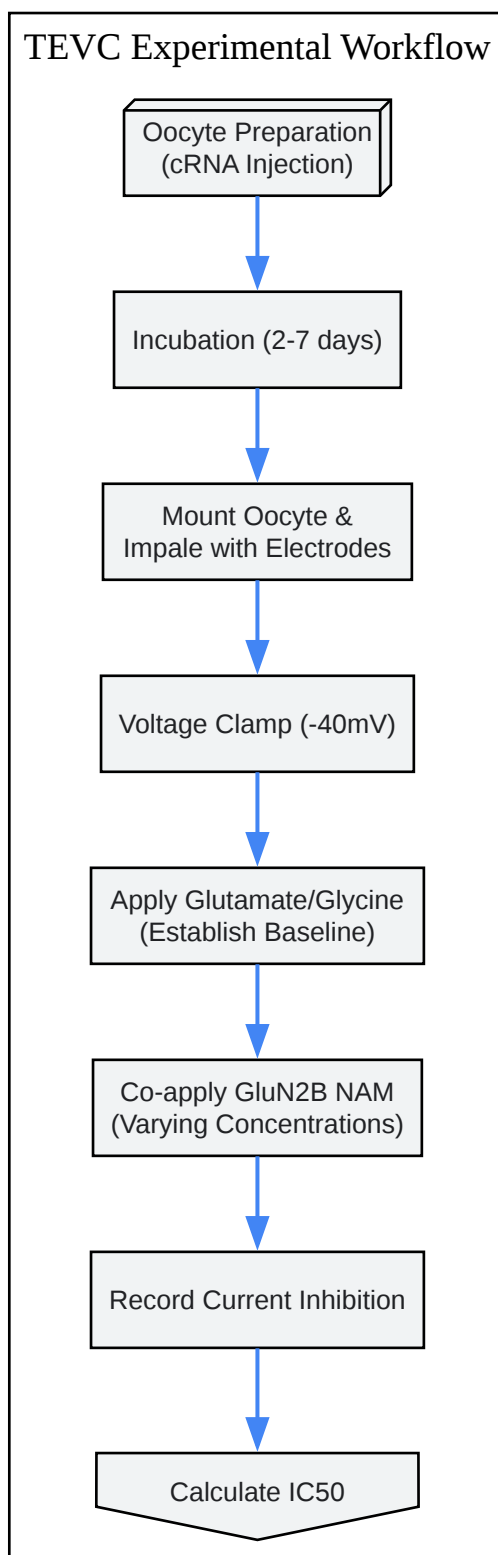 TEVC Experimental Workflow
Oocyte Preparation
(cRNA Injection)
Incubation (2-7 days)
Mount Oocyte &
Impale with Electrodes
Voltage Clamp (-40mV)
Apply Glutamate/Glycine
(Establish Baseline)
Co-apply GluN2B NAM
(Varying Concentrations)
Record Current Inhibition
Calculate IC50